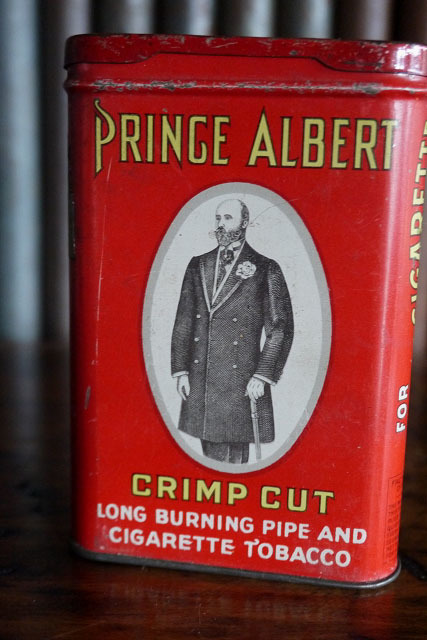 PRINCE ALBERT
CRIMP CUT
LONG BURNING PIPE AND
CIGARETTE TOBACCO
FOR CIGARETTE